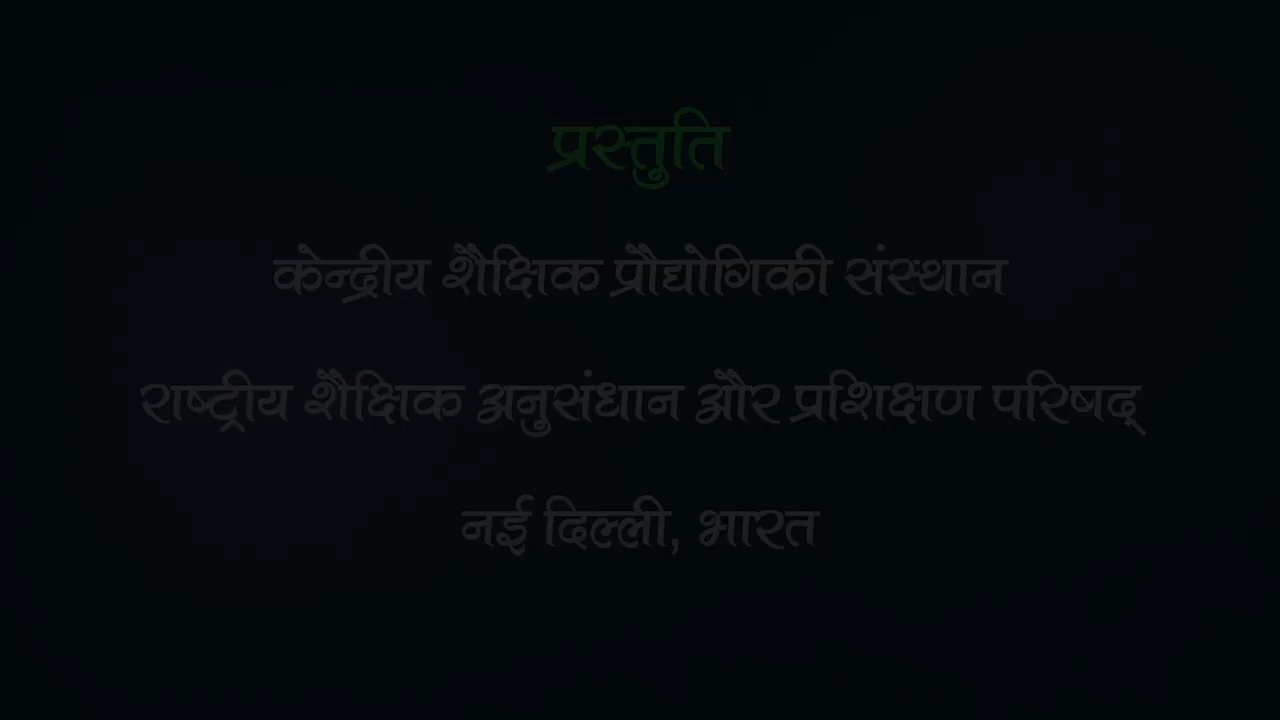 प्रस्तुति
केन्द्रीय शैक्षिक प्रौद्योगिकी संस्थान
राष्ट्रीय शैक्षिक अनुसंधान और प्रशिक्षण परिषद्
नई दिल्ली, भारत